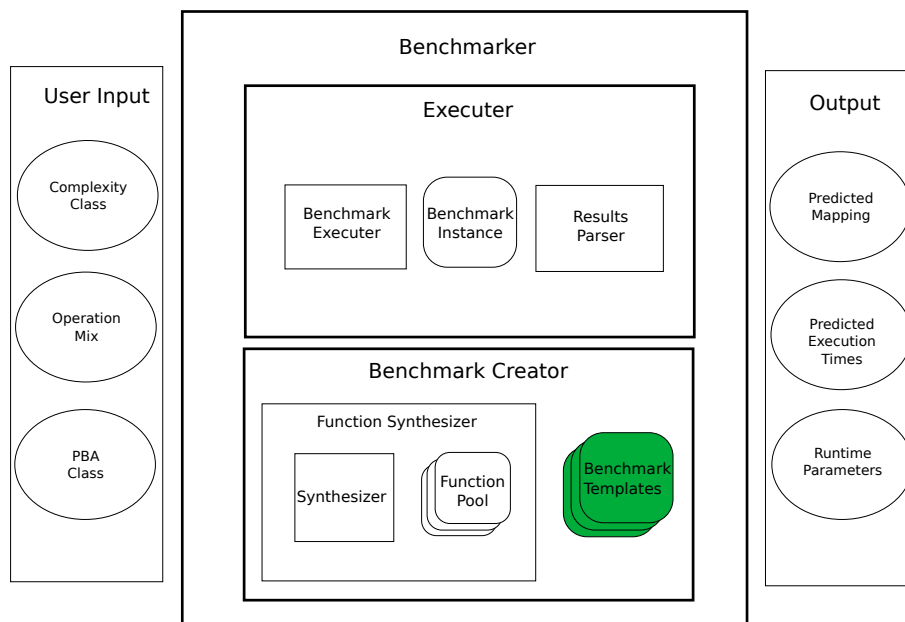 User Input
Complexity
Class
Operation
Mix
PBA
Class
Benchmarker
Executer
Benchmark
Executer
Benchmark
Instance
Results
Parser
Benchmark Creator
Function Synthesizer
Synthesizer
Function
Pool
Benchmark
Templates
Output
Predicted
Mapping
Predicted
Execution
Times
Runtime
Parameters